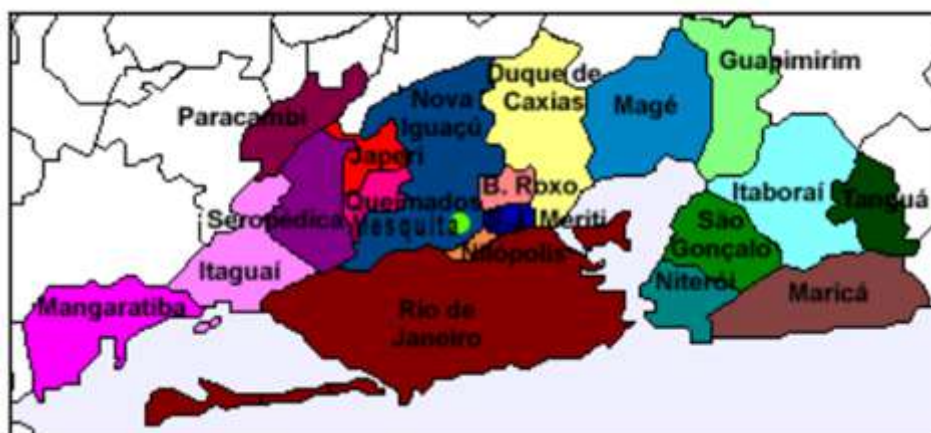 Guapimirim
Duque de
Caxias
Nova
Iguaçú
Magé
Paracambi
Japeri
B. Roxo
Queimados
Itaboraí
Tanguá
Seropédica
Mesquita
Meriti
São
Gonçalo
Nilópolis
Itaguaí
Niterói
Maricá
Mangaratiba
Rio de
Janeiro